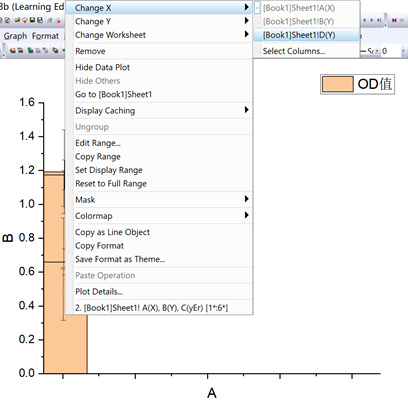 3b (Learning Ed
Graph Format
Change X
Change Y
Change Worksheet
Remove
Hide Data Plot
Hide Others
Go to [Book1]Sheet1
Display Caching
Ungroup
Edit Range...
Copy Range
Set Display Range
Reset to Full Range
Mask
Colormap
Copy as Line Object
Copy Format
Save Format as Theme...
Paste Operation
Plot Details...
2. [Book1]Sheet1! A(X), B(Y), C(yEr) [1*:6*]
[Book1]Sheet1!A(X)
[Book1]Sheet1!B(Y)
[Book1]Sheet1!D(Y)
Select Columns...
0
OD值
1.6
1.4
1.2
1.0
0.8
0.6
0.4
0.2
0.0
B
A